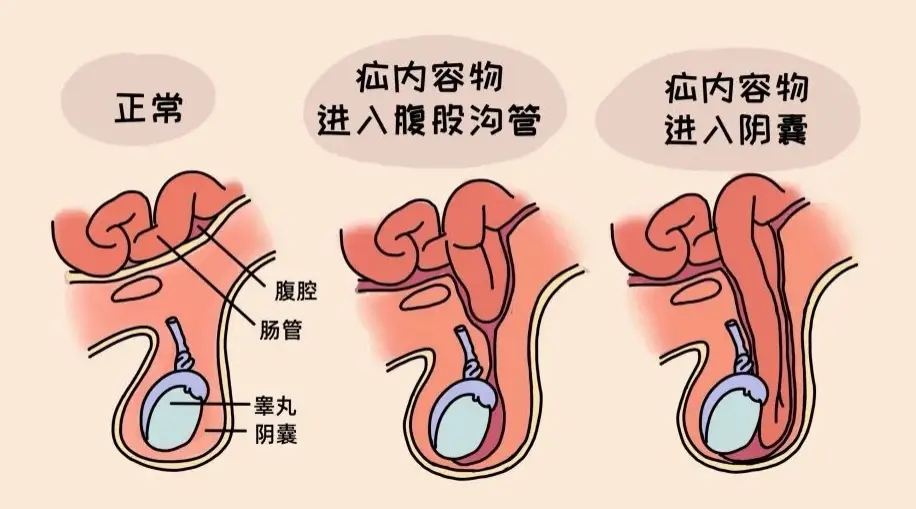 正常
疝内容物
进入腹股沟管
疝内容物
进入阴囊
腹腔
肠管
睾丸
阴囊